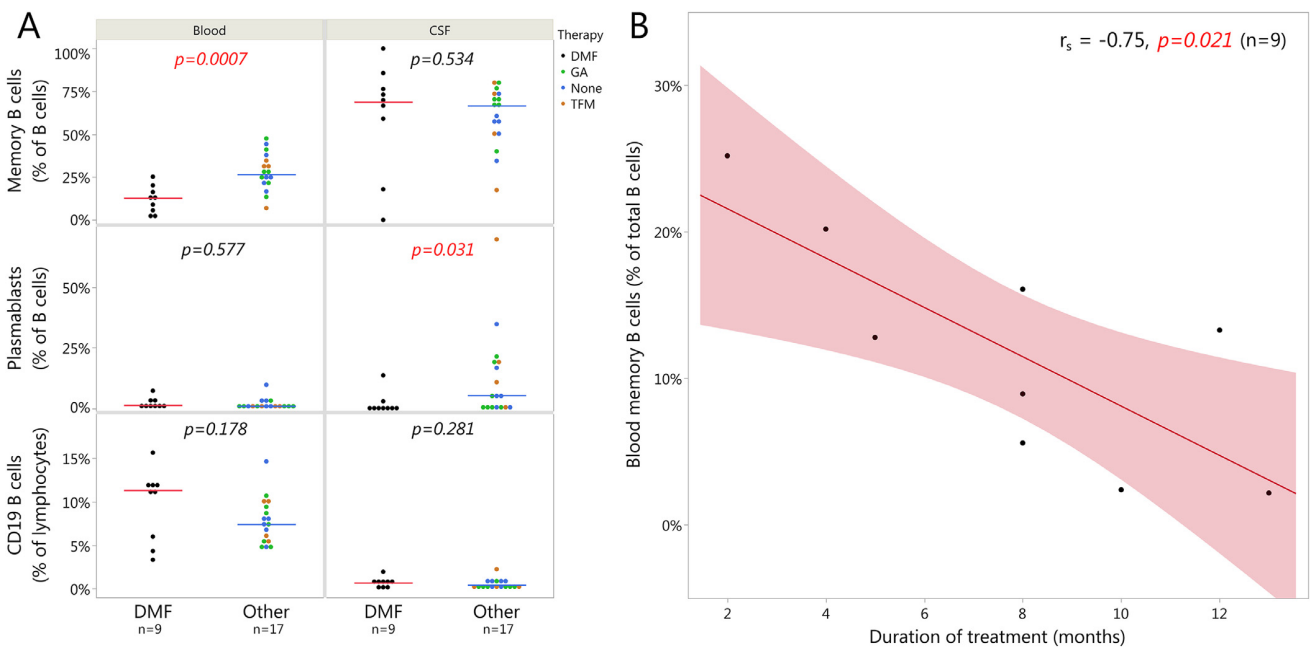 A
Blood
CSF
Therapy
DMF
GA
None
TFM
Memory B cells
(% of B cells)
100%
75%
50%
25%
0%
p=0.0007
p=0.534
Plasmablasts
(% of B cells)
50%
25%
0%
p=0.577
p=0.031
CD19 B cells
(% of lymphocytes)
15%
10%
5%
0%
p=0.178
p=0.281
DMF
n=9
Other
n=17
DMF
n=9
Other
n=17
B
rs = -0.75, p=0.021 (n=9)
Blood memory B cells (% of total B cells)
30%
20%
10%
0%
2 4 6 8 10 12
Duration of treatment (months)